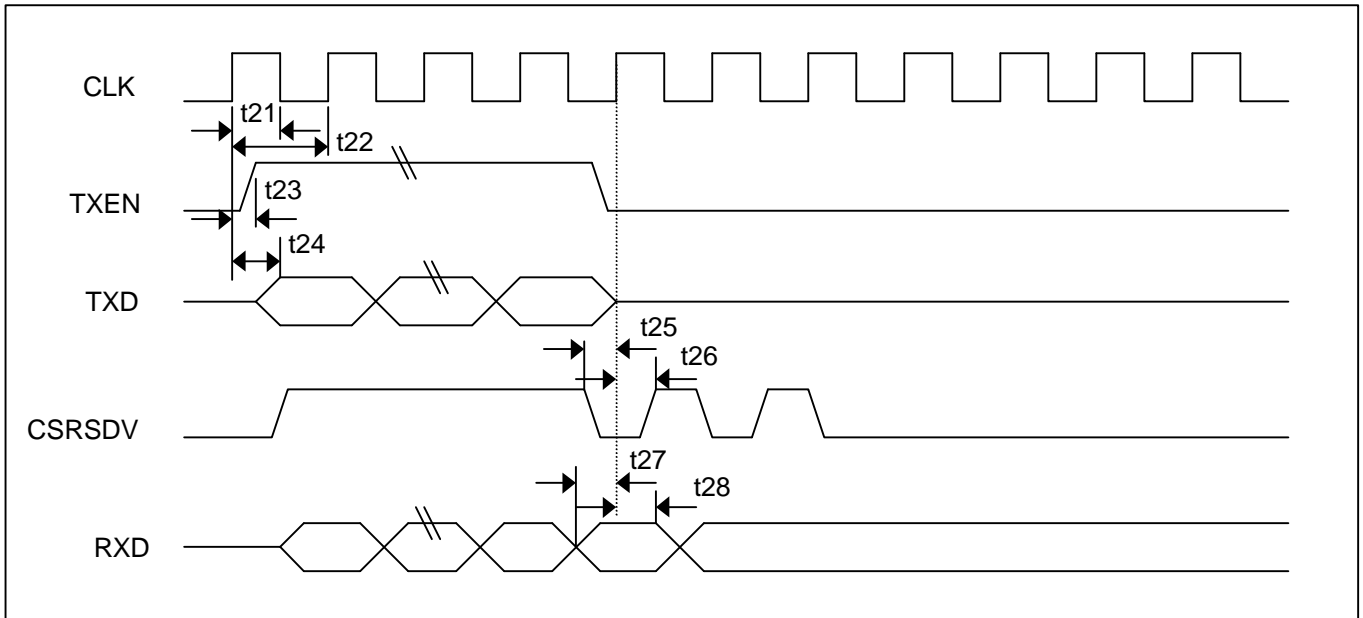 CLK
t21
t22
TXEN
t23
t24
TXD
t25
t26
CSRSDV
t27
t28
RXD